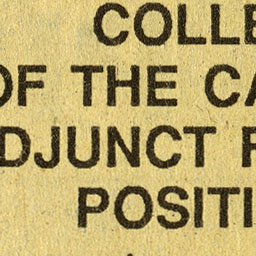 COLLE
OF THE CA
DJUNCT F
POSITI